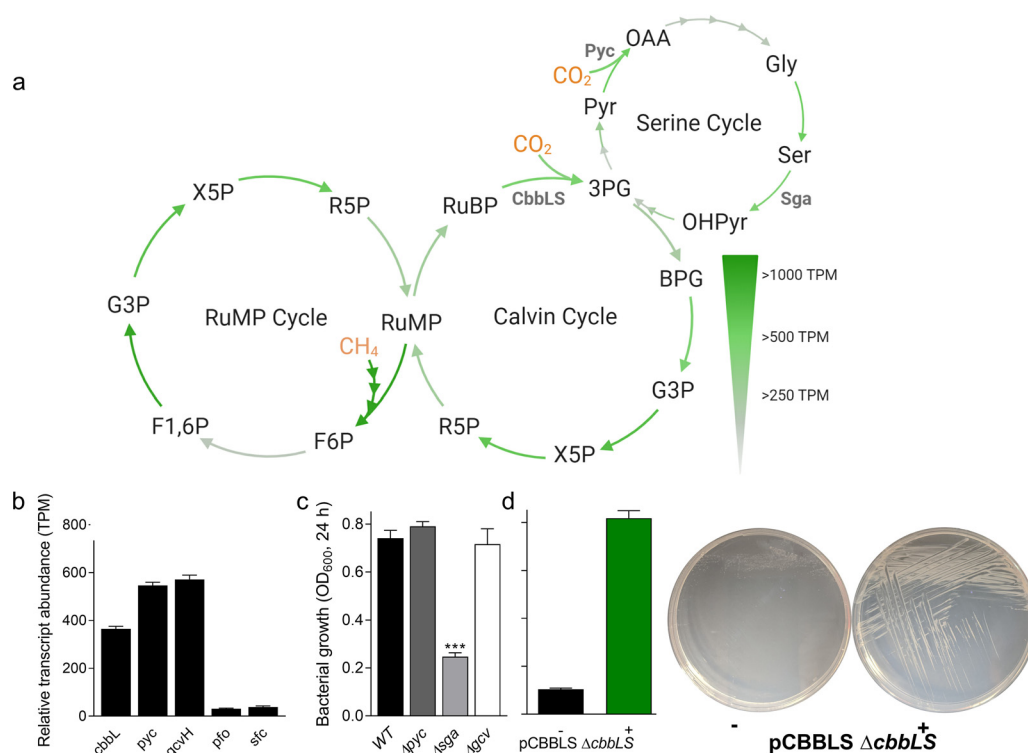 a
OAA
Pyc
CO2
Gly
Pyr
Serine Cycle
CO2
Ser
X5P
R5P
RuBP
CbbLS
3PG
Sga
OHPyr
BPG
>1000 TPM
G3P
RuMP Cycle
RuMP
Calvin Cycle
>500 TPM
CH4
G3P
>250 TPM
F1,6P
F6P
R5P
X5P
b
Relative transcript abundance (TPM)
800
600
400
200
0
cbbL
pyc
gcvH
pfo
sfc
c
Bacterial growth (OD600, 24 h)
0.8
0.6
0.4
0.2
0.0
***
WT
Δpyc
Δsga
Δgcv
d
- +
pCBBLS ΔcbbLS
- +
pCBBLS ΔcbbLS